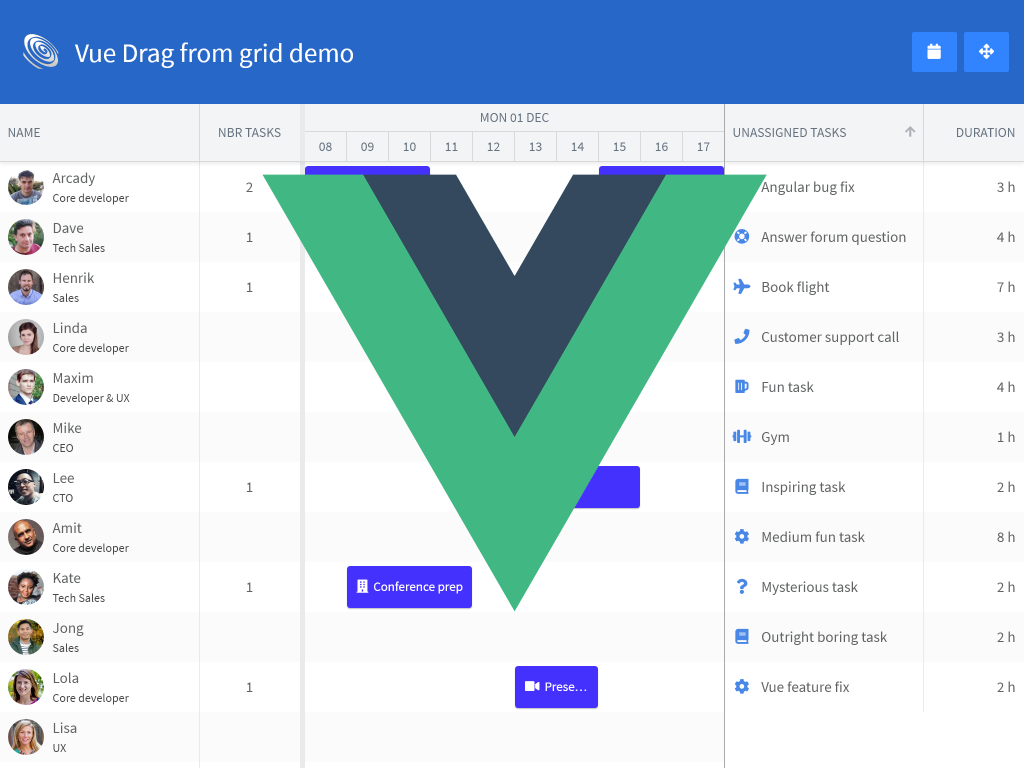 Vue Drag from grid demo
NAME
NBR TASKS
MON 01 DEC
08 09 10 11 12 13 14 15 16 17
UNASSIGNED TASKS
DURATION
Arcady
Core developer
2
Angular bug fix
3 h
Dave
Tech Sales
1
Answer forum question
4 h
Henrik
Sales
1
Book flight
7 h
Linda
Core developer
Customer support call
3 h
Maxim
Developer & UX
Fun task
4 h
Mike
CEO
Gym
1 h
Lee
CTO
1
Inspiring task
2 h
Amit
Core developer
Medium fun task
8 h
Kate
Tech Sales
1
Conference prep
Mysterious task
2 h
Jong
Sales
Outright boring task
2 h
Lola
Core developer
1
Prese...
Vue feature fix
2 h
Lisa
UX